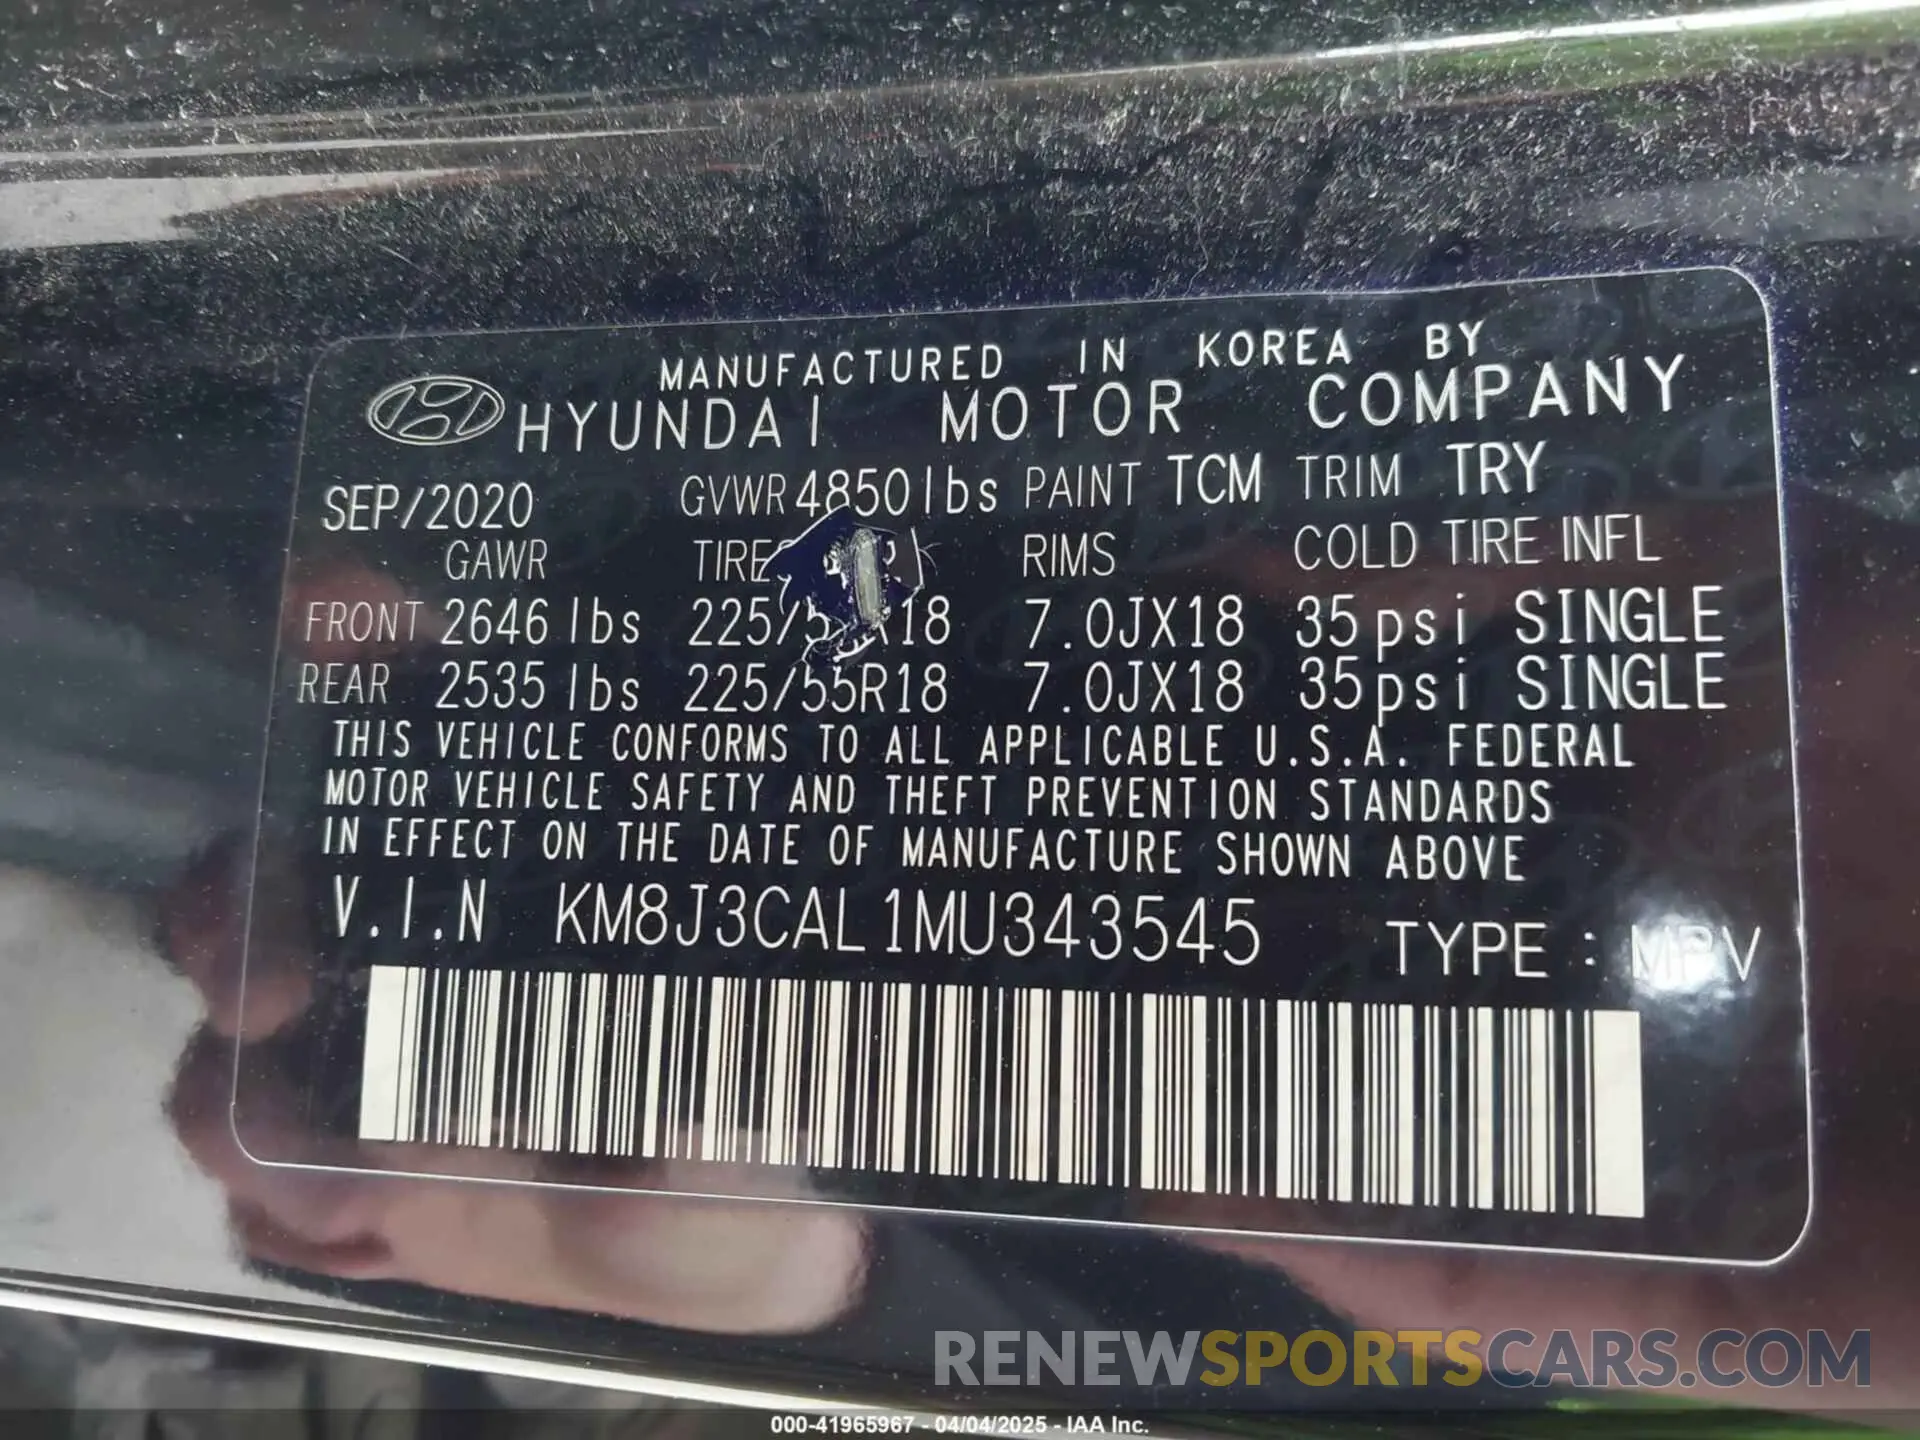 MANUFACTURED IN KOREA BY
HYUNDAI MOTOR COMPANY
SEP/2020 GVWR 4850lbs PAINT TCM TRIM TRY
GAWR RIMS COLD TIRE INFL
FRONT 2646 lbs 7.0JX18 35psi SINGLE
REAR 2535 lbs 225/55R18 7.0JX18 35psi SINGLE
THIS VEHICLE CONFORMS TO ALL APPLICABLE U.S.A. FEDERAL
MOTOR VEHICLE SAFETY AND THEFT PREVENTION STANDARDS
IN EFFECT ON THE DATE OF MANUFACTURE SHOWN ABOVE
V.I.N KM8J3CAL1MU343545 TYPE : MPV
RENEWSPORTSCARS.COM
000-41965967 - 04/04/2025 - IAA Inc.